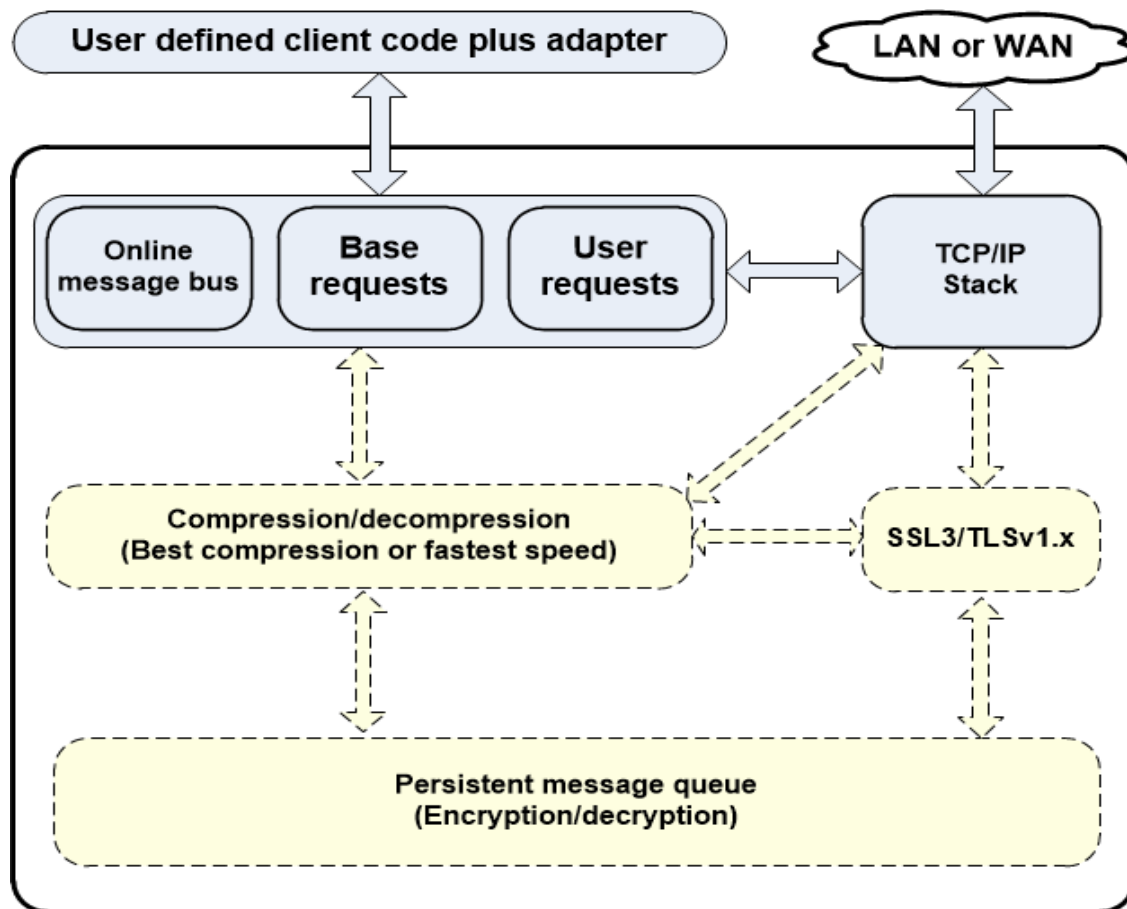 User defined client code plus adapter
LAN or WAN
Online
message bus
Base
requests
User
requests
TCP/IP
Stack
Compression/decompression
(Best compression or fastest speed)
SSL3/TLSv1.x
Persistent message queue
(Encryption/decryption)